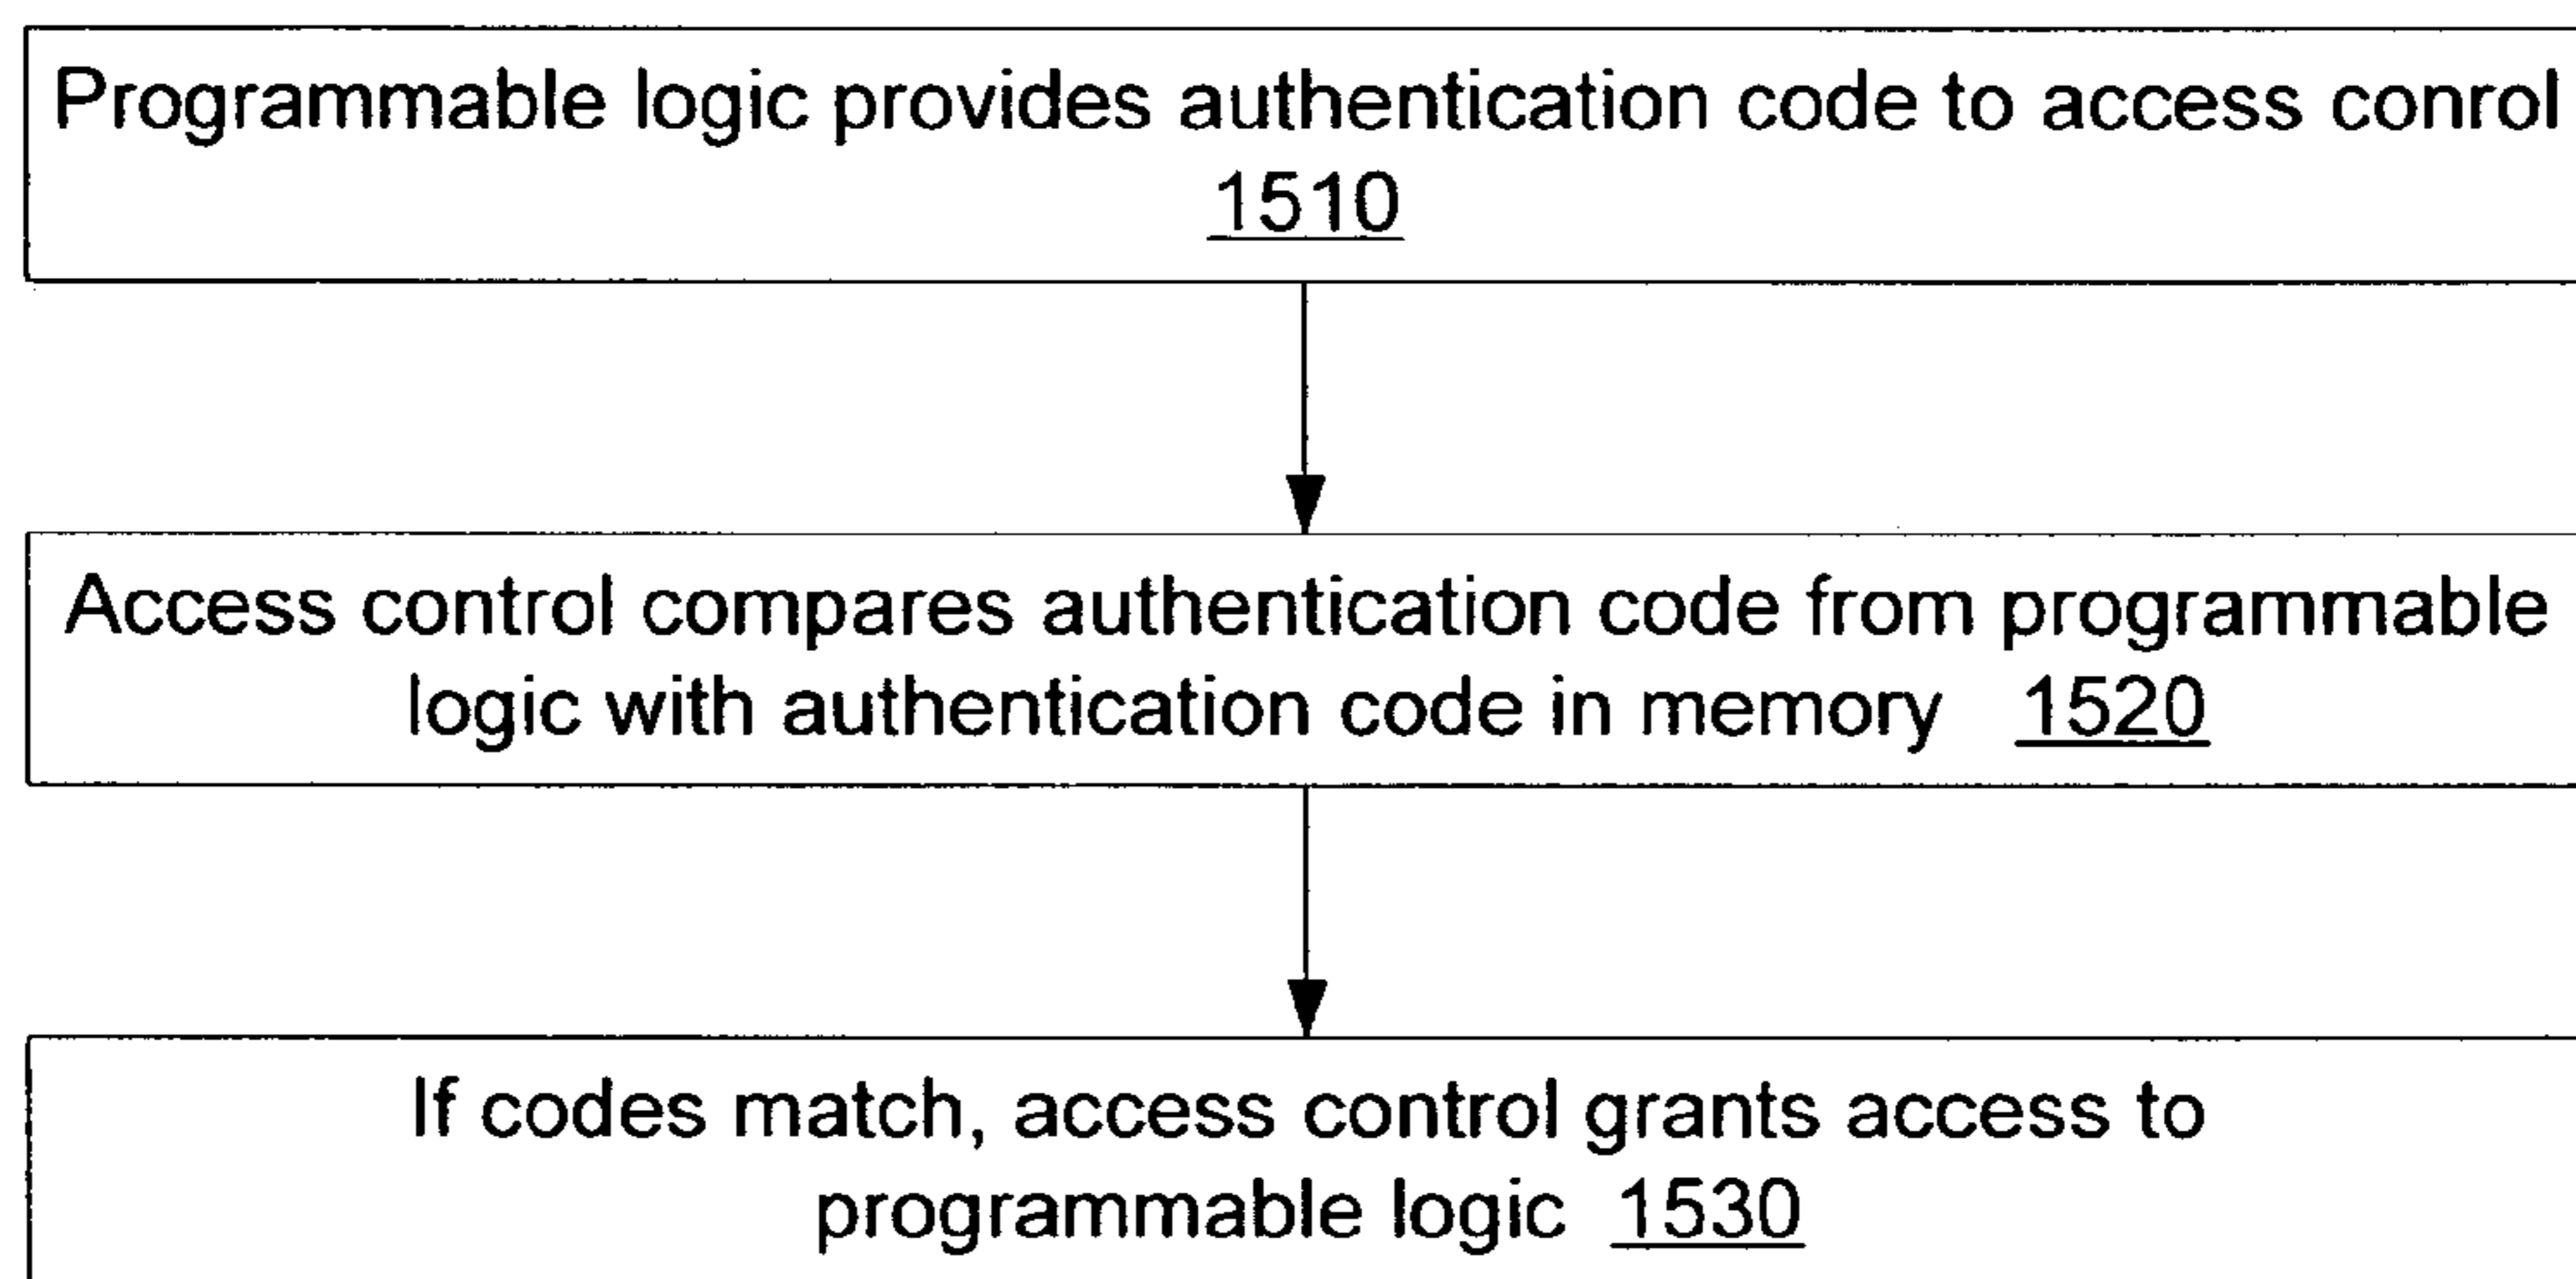 Programmable logic provides authentication code to access conrol
1510
Access control compares authentication code from programmable
logic with authentication code in memory 1520
If codes match, access control grants access to
programmable logic 1530